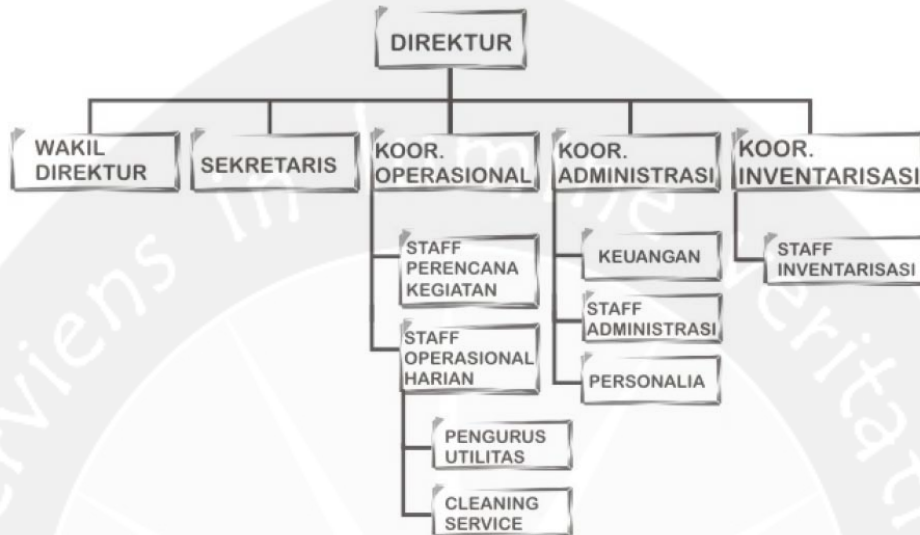 DIREKTUR
WAKIL
DIREKTUR
SEKRETARIS
KOOR.
OPERASIONAL
KOOR.
ADMINISTRASI
KOOR.
INVENTARISASI
STAFF
PERENCANA
KEGIATAN
STAFF
OPERASIONAL
HARIAN
PENGURUS
UTILITAS
CLEANING
SERVICE
KEUANGAN
STAFF
ADMINISTRASI
PERSONALIA
STAFF
INVENTARISASI